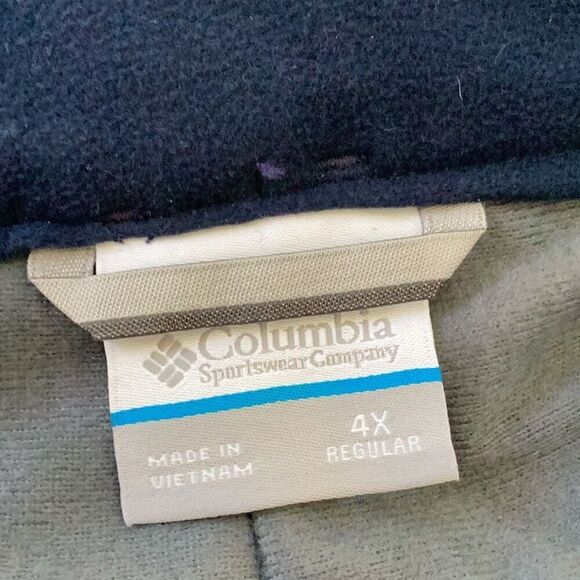 Columbia
Sportswear Company
4X
REGULAR
MADE IN
VIETNAM